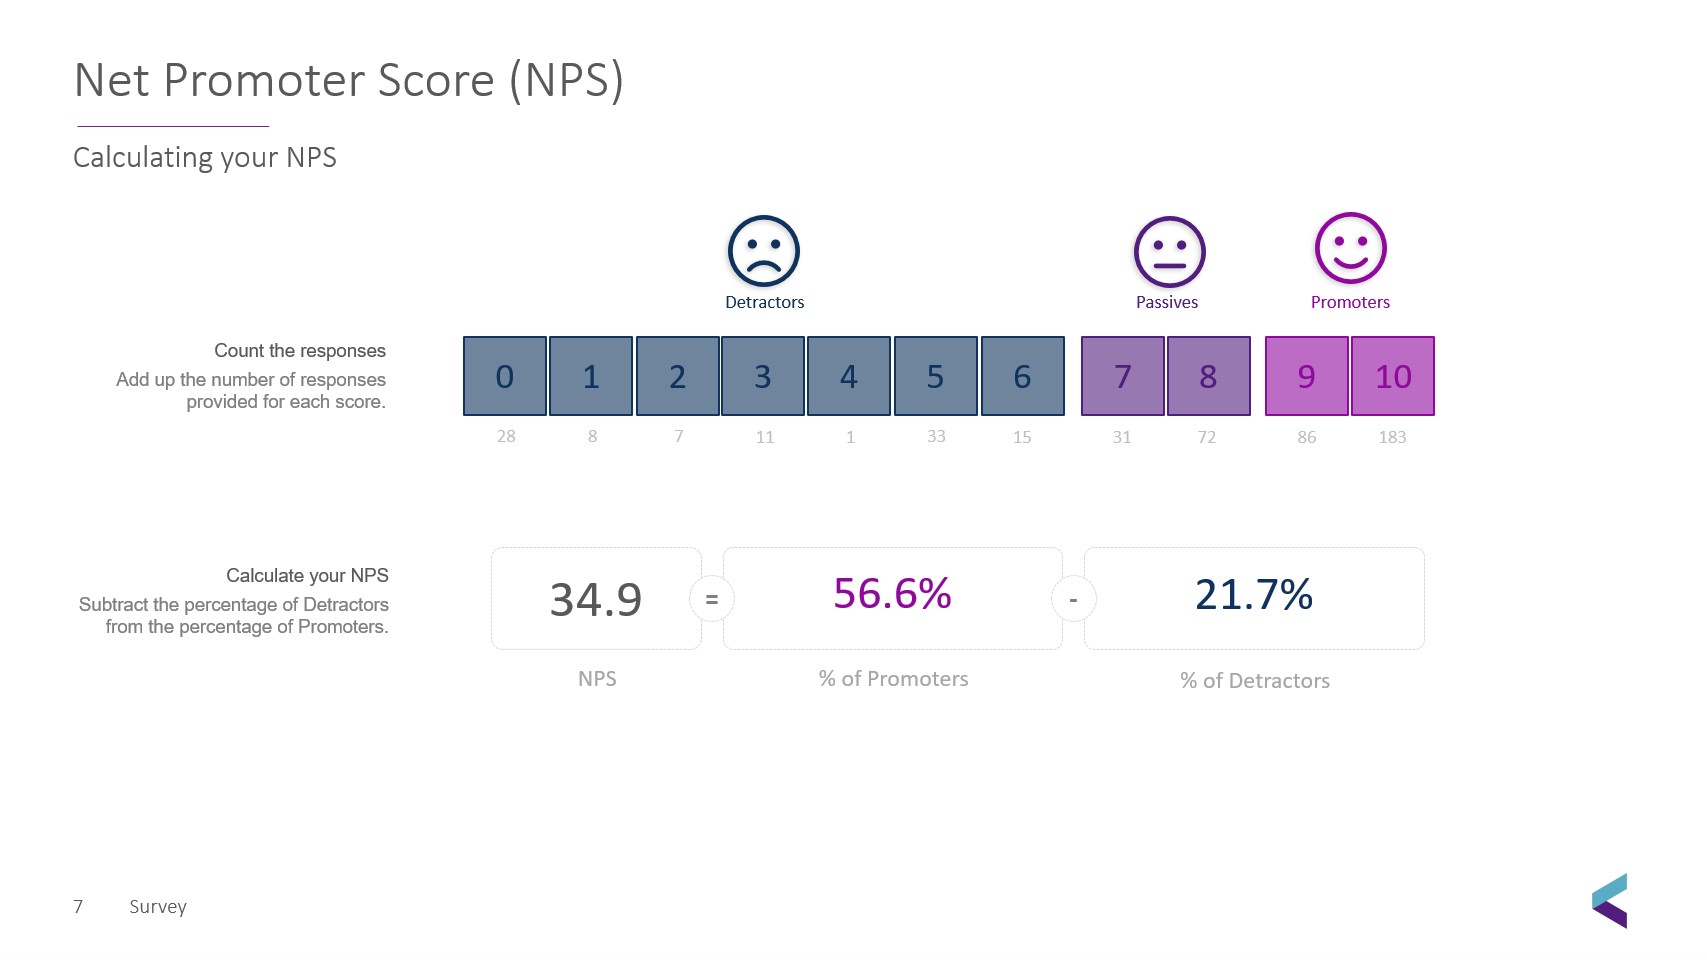 Net Promoter Score (NPS)
Calculating your NPS
Detractors
Passives
Promoters
Count the responses
Add up the number of responses
provided for each score.
0 1 2 3 4 5 6 7 8 9 10
28 8 7 11 1 33 15 31 72 86 183
Calculate your NPS
Subtract the percentage of Detractors
from the percentage of Promoters.
34.9 = 56.6% - 21.7%
NPS
% of Promoters
% of Detractors
7 Survey